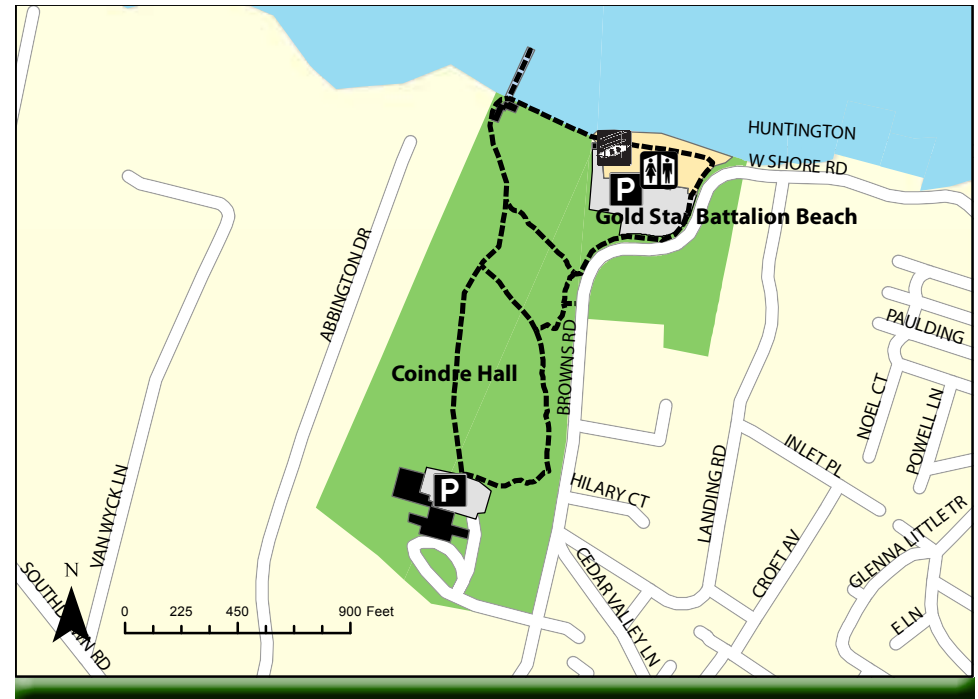 HUNTINGTON
W SHORE RD
P
Gold Star Battalion Beach
ABBINGTON DR
PAULDING
BROWNS RD
Coindre Hall
NOEL CT
POWELL LN
INLET PL
LANDING RD
VAN WYCK LN
P
HILARY CT
GLENNA LITTLE TR
CROFT AV
CEDAR VALLEY LN
E LN
N
SOUTHDOWN RD
0 225 450 900 Feet